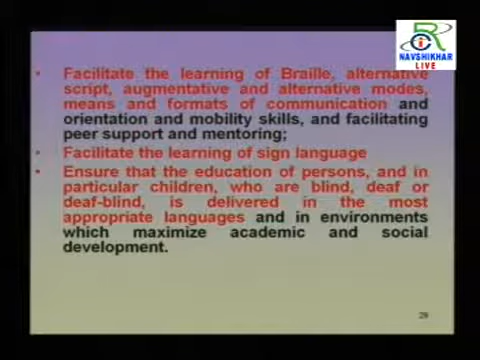 NAVSHIKHAR
LIVE
• Facilitate the learning of Braille, alternative
script, augmentative and alternative modes,
means and formats of communication and
orientation and mobility skills, and facilitating
peer support and mentoring;
• Facilitate the learning of sign language
• Ensure that the education of persons, and in
particular children, who are blind, deaf or
deaf-blind, is delivered in the most
appropriate languages and in environments
which maximize academic and social
development.
29